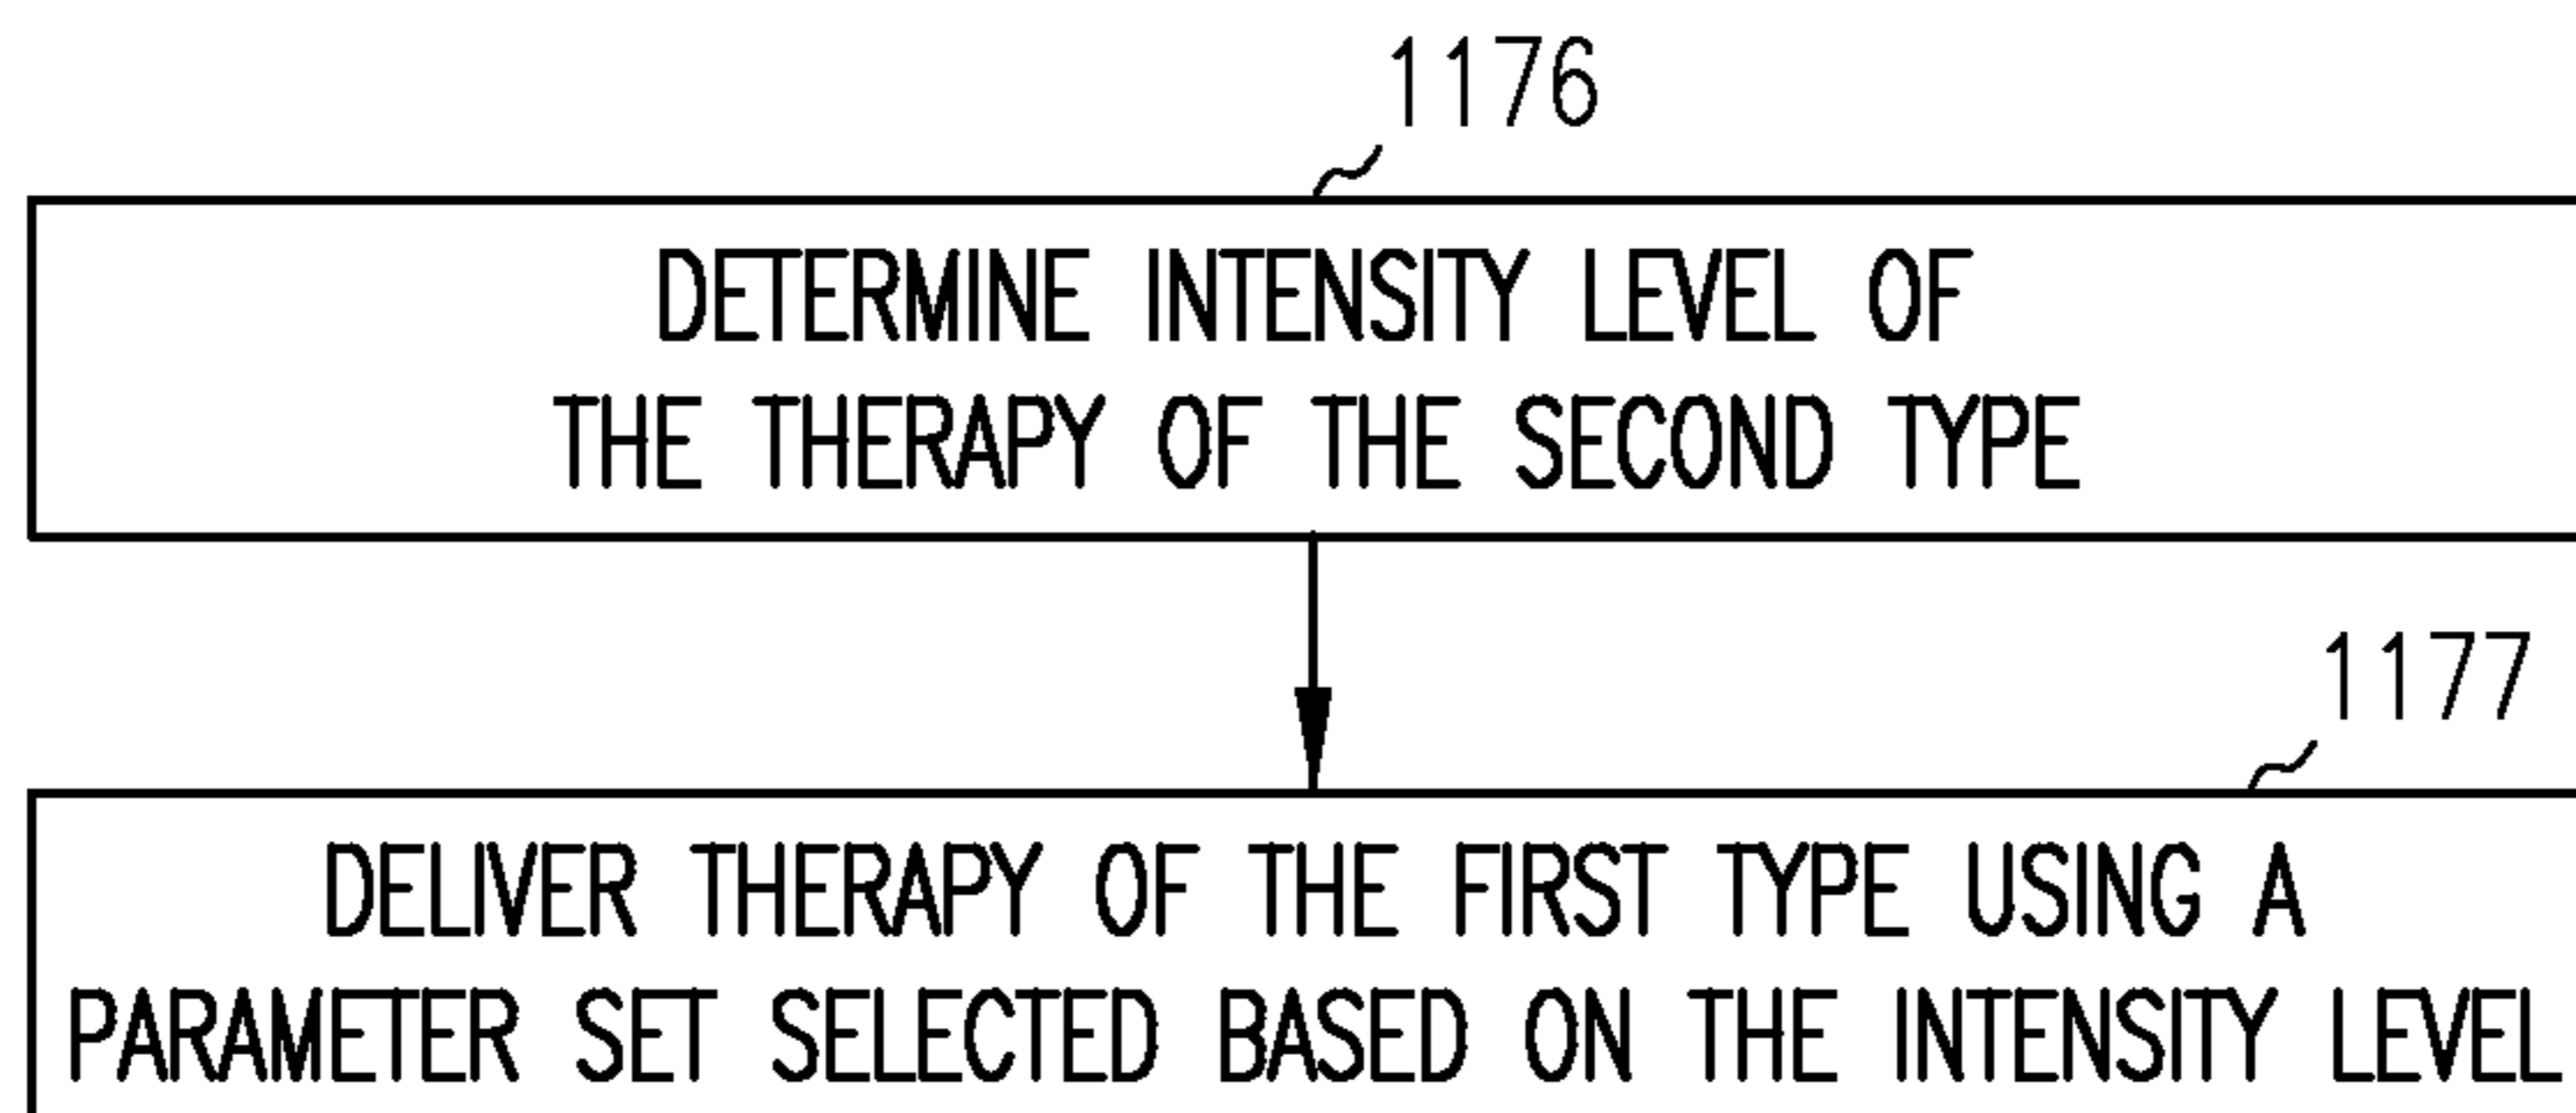 1176
DETERMINE INTENSITY LEVEL OF
THE THERAPY OF THE SECOND TYPE
1177
DELIVER THERAPY OF THE FIRST TYPE USING A
PARAMETER SET SELECTED BASED ON THE INTENSITY LEVEL